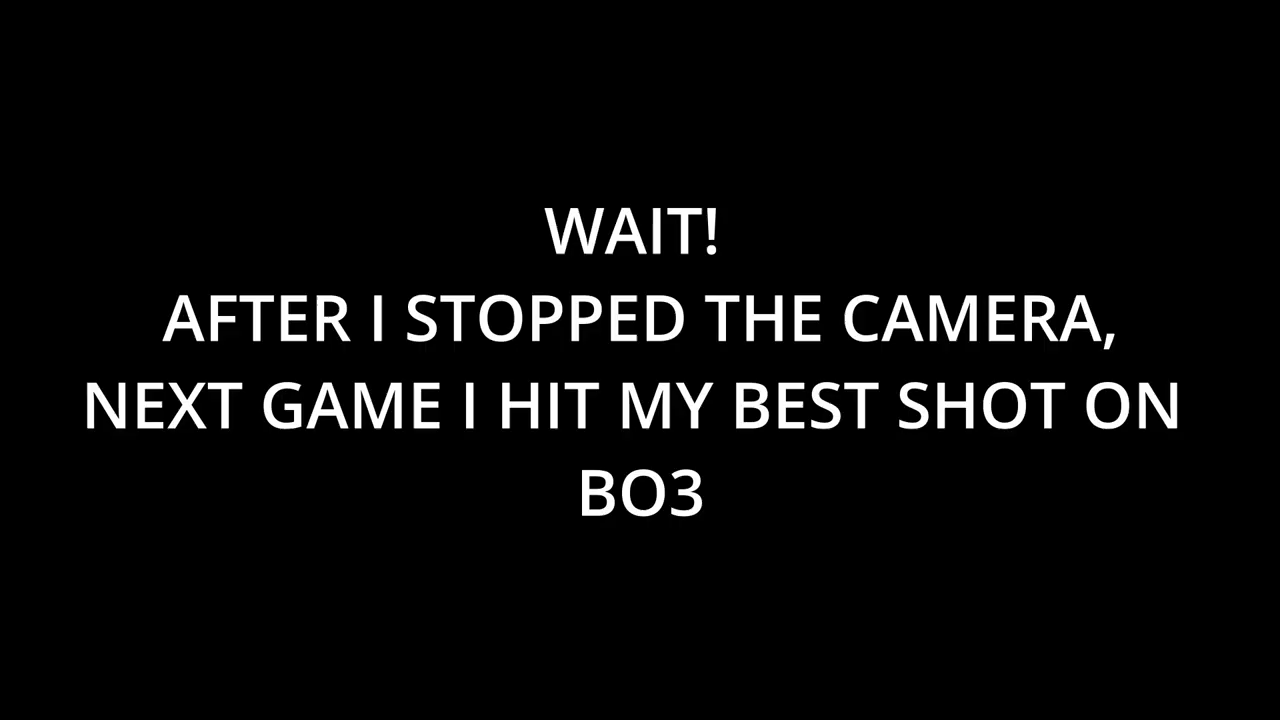 WAIT!
AFTER I STOPPED THE CAMERA,
NEXT GAME I HIT MY BEST SHOT ON
BO3